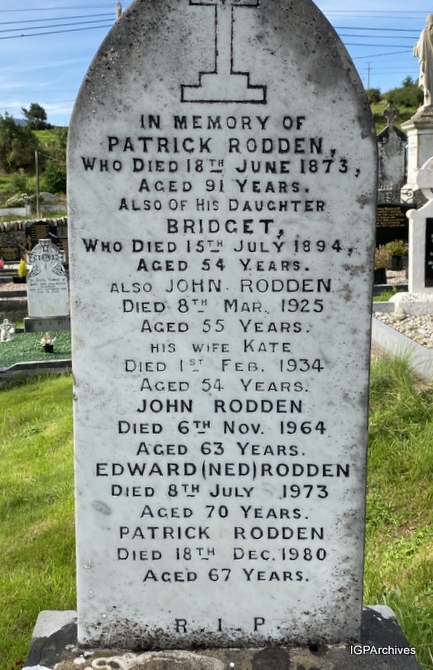 IN MEMORY OF
PATRICK RODDEN,
WHO DIED 18TH JUNE 1873,
AGED 91 YEARS.
ALSO OF HIS DAUGHTER
BRIDGET,
WHO DIED 15TH JULY 1894,
AGED 54 YEARS.
ALSO JOHN RODDEN
DIED 8TH MAR. 1925
AGED 55 YEARS.
HIS WIFE KATE
DIED 1ST FEB. 1934
AGED 54 YEARS.
JOHN RODDEN
DIED 6TH NOV. 1964
AGED 63 YEARS.
EDWARD (NED) RODDEN
DIED 8TH JULY 1973
AGED 70 YEARS.
PATRICK RODDEN
DIED 18TH DEC. 1980
AGED 67 YEARS.
R I P
IGPArchives